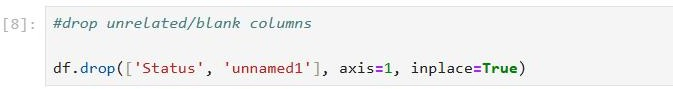 [8]: #drop unrelated/blank columns
df.drop(['Status', 'unnamed1'], axis=1, inplace=True)